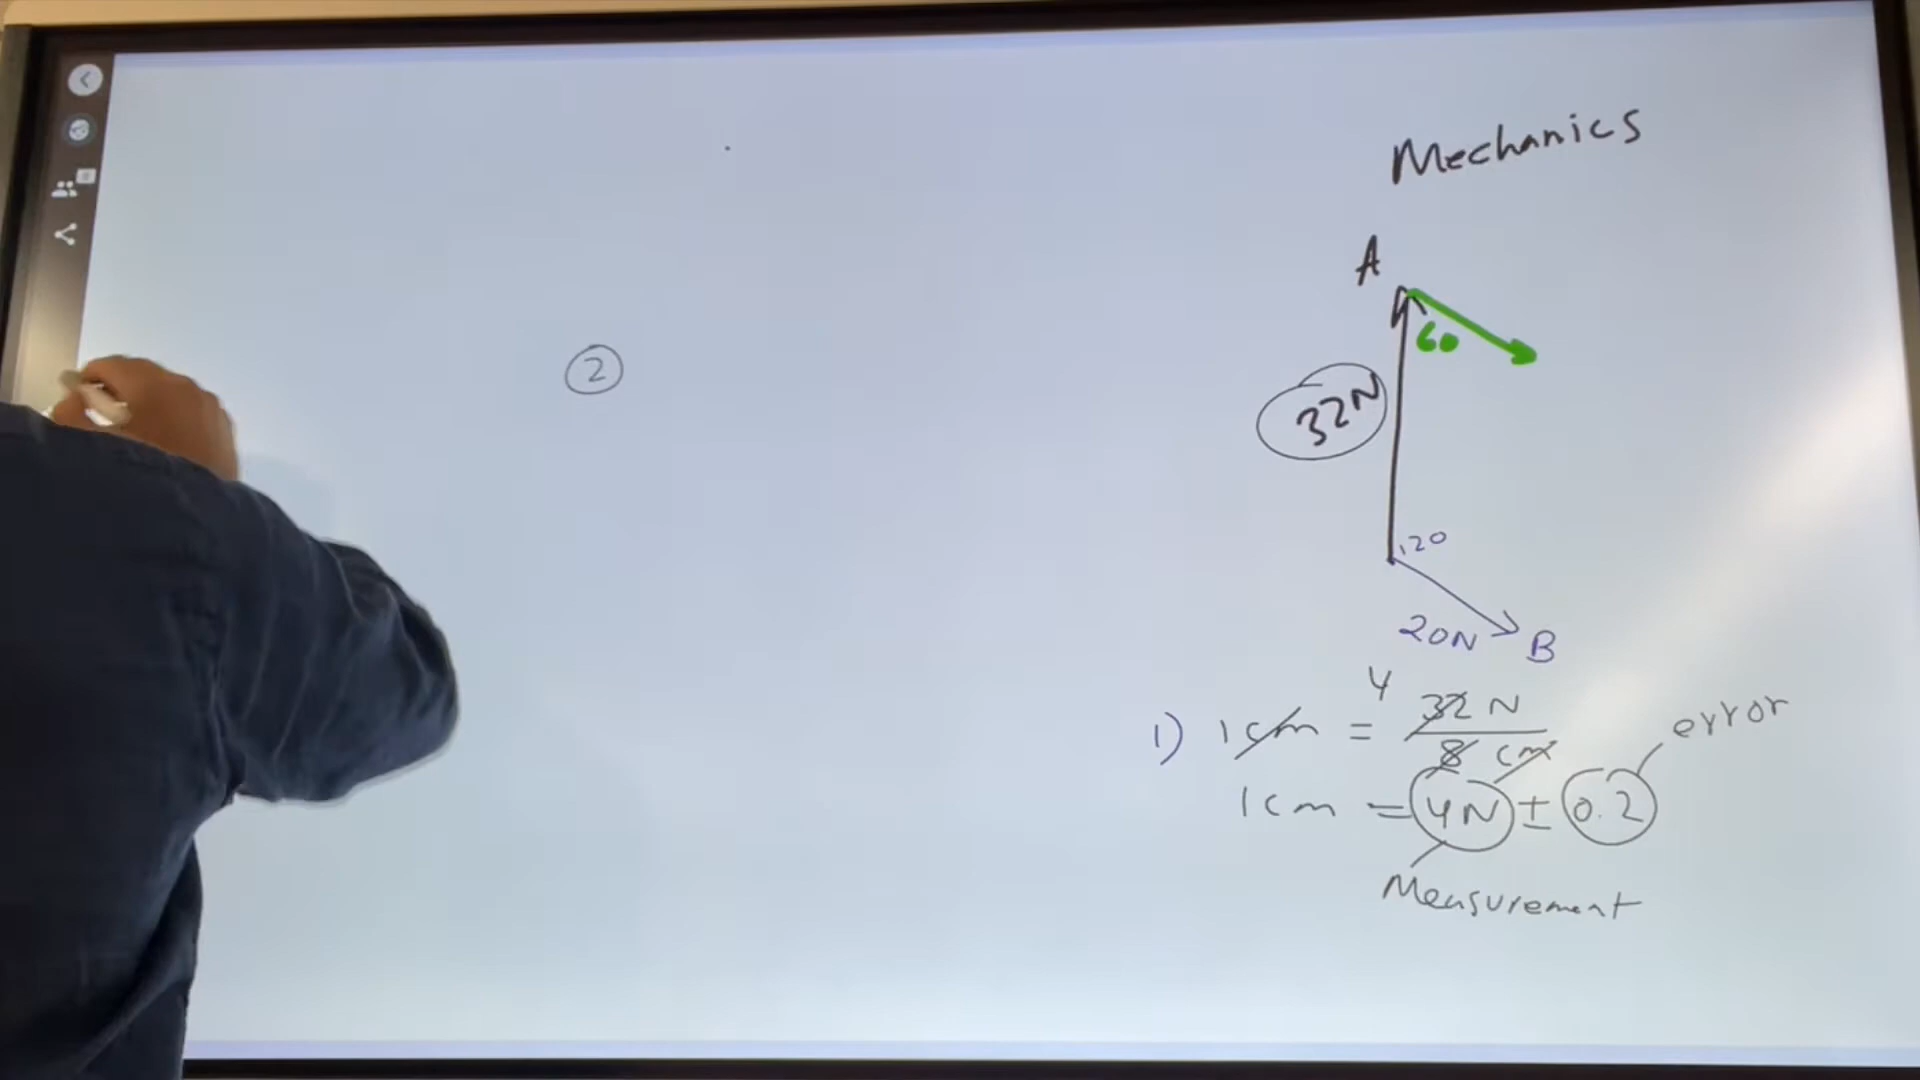 Mechanics
A
60
2
32N
120
20N
B
4
1) 1cm = 32 N
8 cm
error
1cm = 4N ± 0.2
Measurement